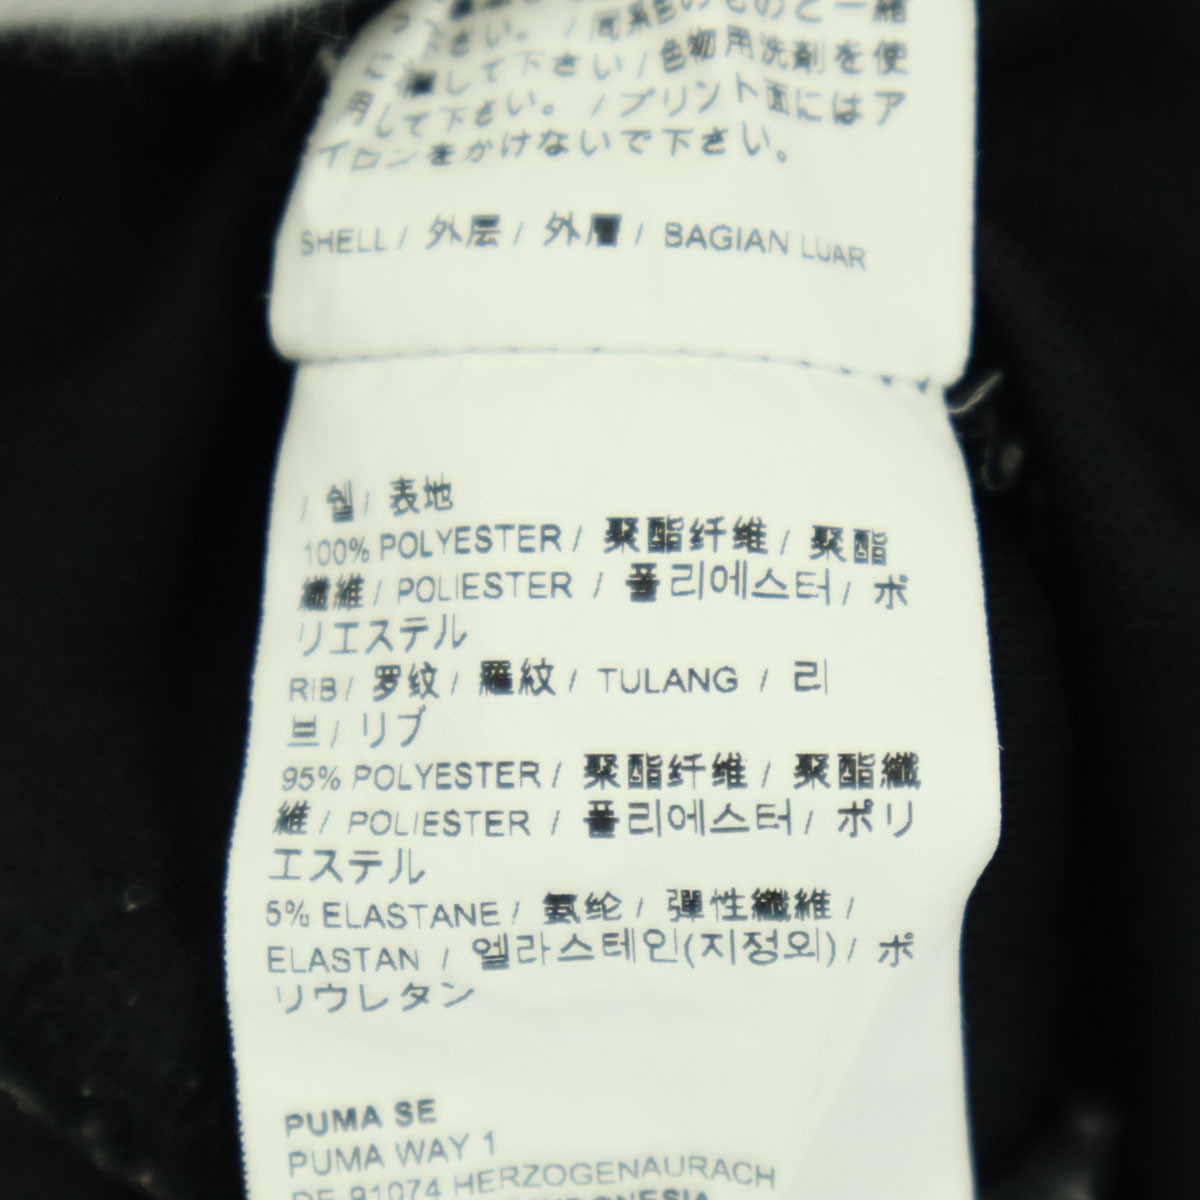 下さい。/同系色のものと一緒
して下さい/色物用洗剤を使
用して下さい。/プリント面にはア
イロンをかけないで下さい。
SHELL / 外层 / 外層 / BAGIAN LUAR
/ 쉘 / 表地
100% POLYESTER / 聚酯纤维 / 聚酯
纖維 / POLIESTER / 폴리에스터 / ポ
リエステル
RIB / 罗纹 / 羅紋 / TULANG / 리
브 / リブ
95% POLYESTER / 聚酯纤维 / 聚酯纖
維 / POLIESTER / 폴리에스터 / ポリ
エステル
5% ELASTANE / 氨纶 / 彈性纖維 /
ELASTAN / 엘라스테인(지정외) / ポ
リウレタン
PUMA SE
PUMA WAY 1
DE 91074 HERZOGENAURACH
INDONESIA